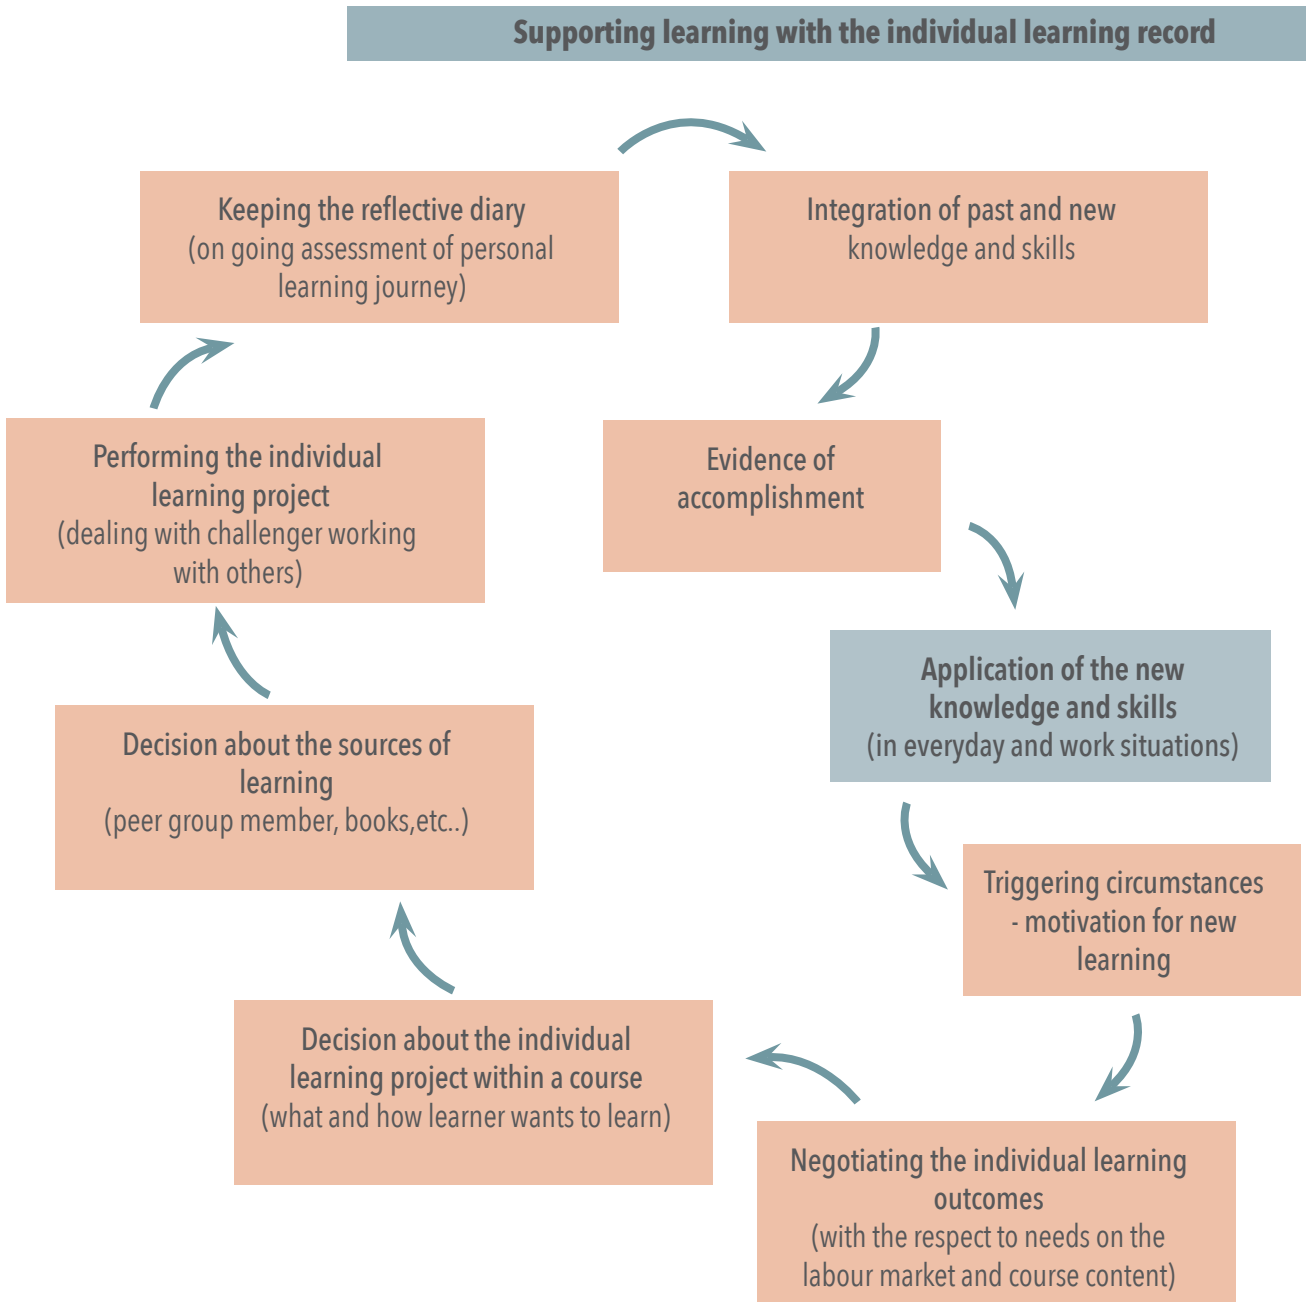 Supporting learning with the individual learning record
Keeping the reflective diary
(on going assessment of personal
learning journey)
Integration of past and new
knowledge and skills
Performing the individual
learning project
(dealing with challenger working
with others)
Evidence of
accomplishment
Application of the new
knowledge and skills
(in everyday and work situations)
Decision about the sources of
learning
(peer group member, books,etc..)
Triggering circumstances
- motivation for new
learning
Decision about the individual
learning project within a course
(what and how learner wants to learn)
Negotiating the individual learning
outcomes
(with the respect to needs on the
labour market and course content)